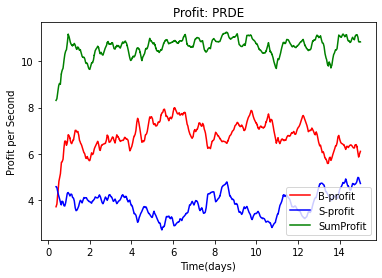 Profit: PRDE
Profit per Second
10
8
6
4
B-profit
S-profit
SumProfit
0
2
4
6
8
10
12
14
Time(days)